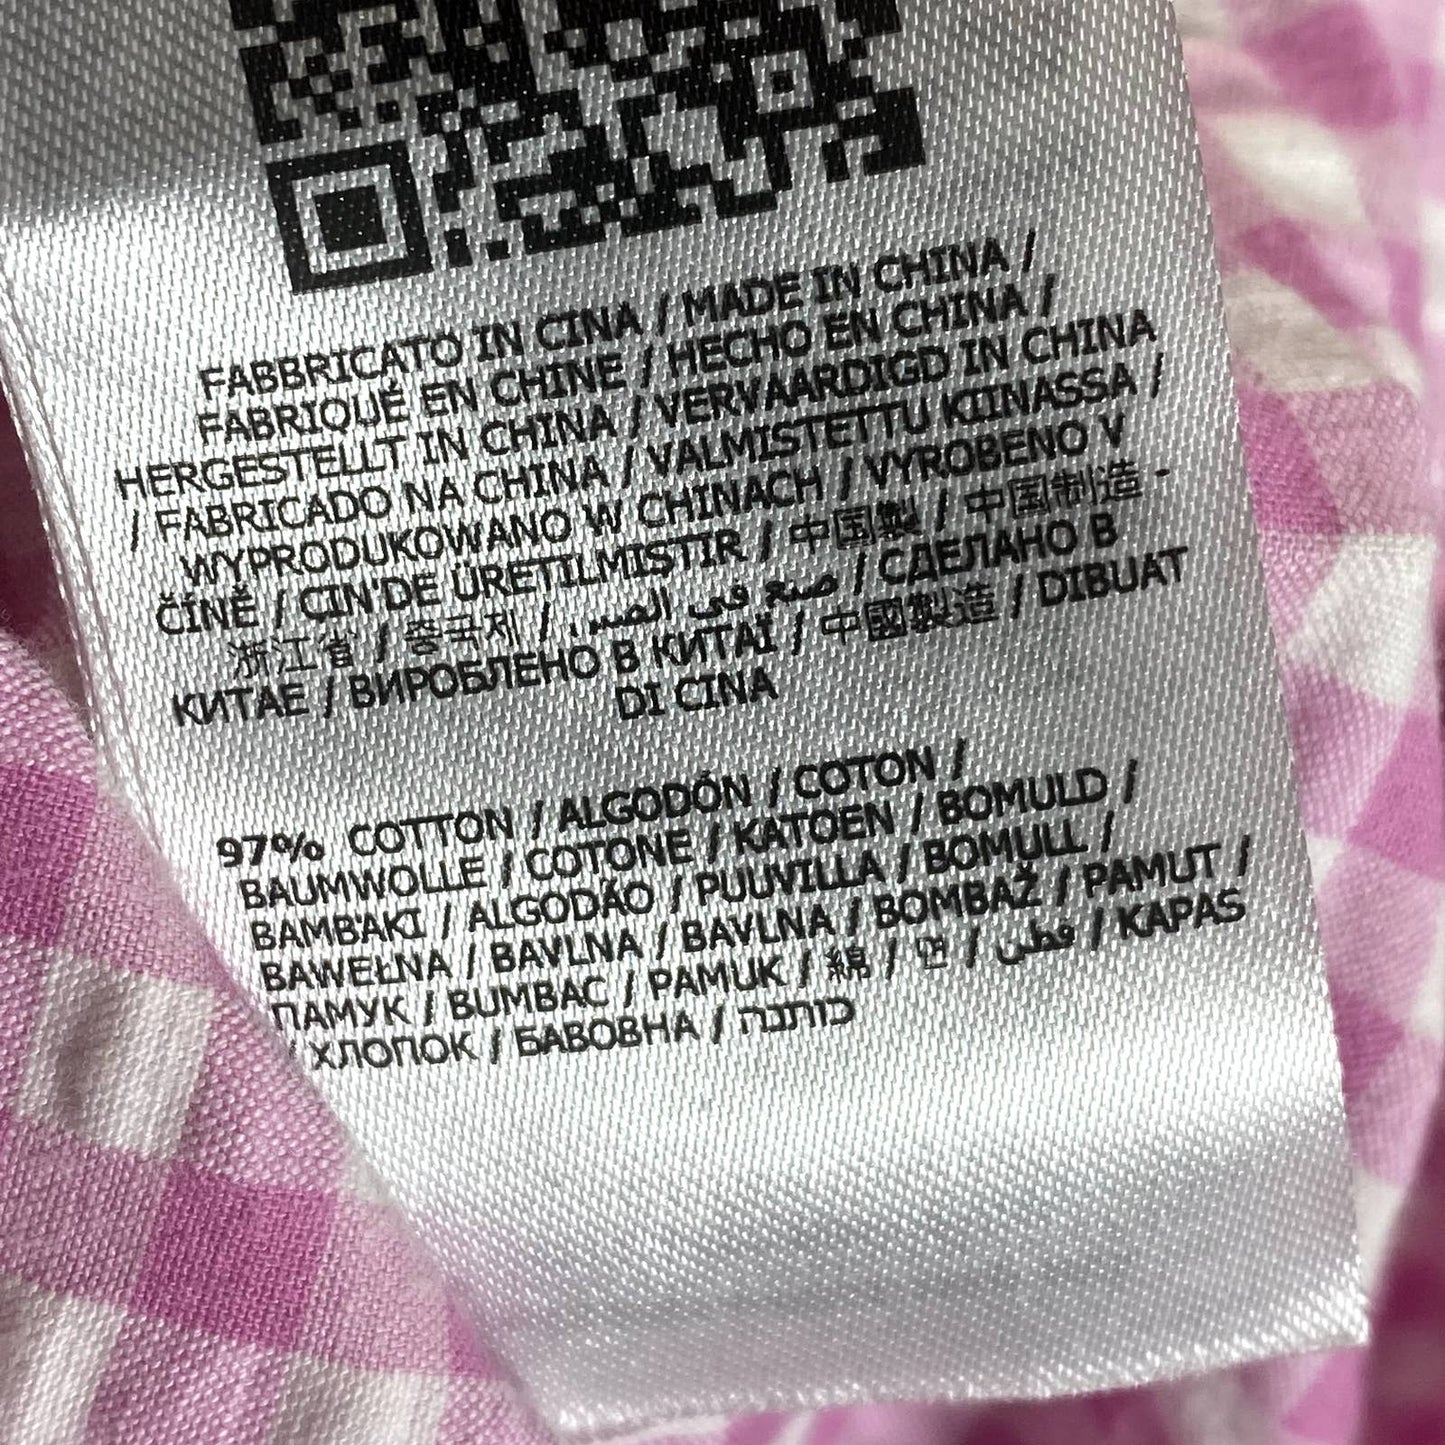 FABBRICATO IN CINA / MADE IN CHINA /
FABRIQUÉ EN CHINE / HECHO EN CHINA /
HERGESTELLT IN CHINA / VERVAARDIGD IN CHINA
/ FABRICADO NA CHINA / VALMISTETTU KIINASSA /
WYPRODUKOWANO W CHINACH / VYROBENO V
ČÍNĚ / ÇIN'DE ÜRETILMISTIR / 中国製 / 中国制造 -
浙江省 / 중국제 / صنع في الصين / СДЕЛАНО В
КИТАЕ / ВИРОБЛЕНО В КИТАЇ / 中國製造 / DIBUAT
DI CINA
97% COTTON / ALGODÓN / COTON /
BAUMWOLLE / COTONE / KATOEN / BOMULD /
BAMBAKI / ALGODÃO / PUUVILLA / BOMULL /
BAWEŁNA / BAVLNA / BAVLNA / BOMBAŽ / PAMUT /
ПАМУК / BUMBAC / PAMUK / 綿 / 면 / قطن / KAPAS
/ ХЛОПОК / БАВОВНА / כותנה